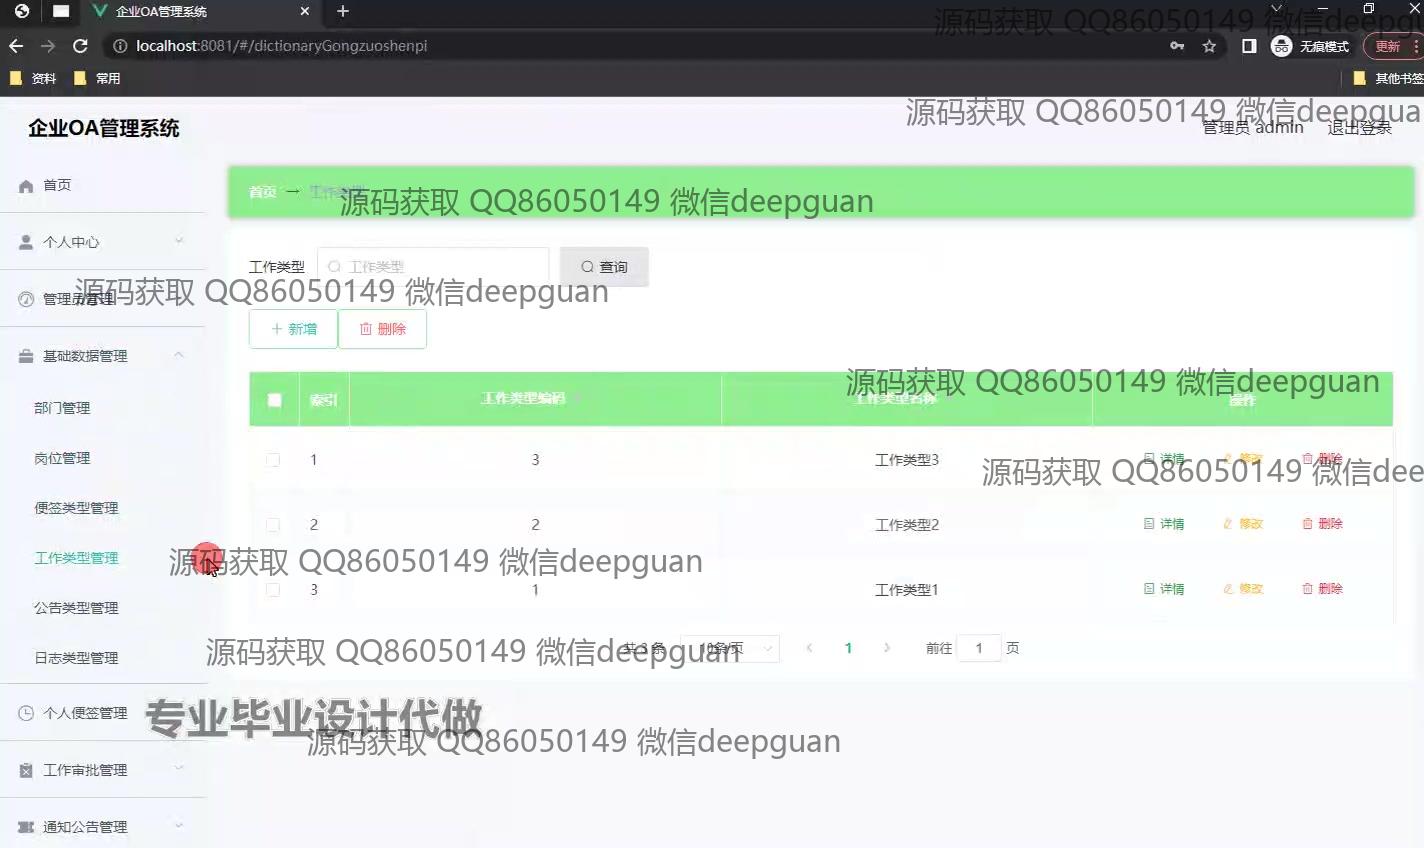 企业OA管理系统
localhost:8081/#/dictionaryGongzuoshenpi
无痕模式
更新
资料
常用
其他书签
源码获取 QQ86050149 微信deepgu
企业OA管理系统
源码获取 QQ86050149 微信deepgua
管理员 admin
退出登录
首页
首页 →
源码获取 QQ86050149 微信deepguan
个人中心
工作类型
工作类型
查询
管理员管理
源码获取 QQ86050149 微信deepguan
新增
删除
基础数据管理
源码获取 QQ86050149 微信deepguan
索引
工作类型编码
工作类型名称
操作
部门管理
岗位管理
1
3
工作类型3
详情
修改
删除
源码获取 QQ86050149 微信dee
便签类型管理
2
2
工作类型2
详情
修改
删除
工作类型管理
源码获取 QQ86050149 微信deepguan
3
1
工作类型1
详情
修改
删除
公告类型管理
日志类型管理
源码获取 QQ86050149 微信deepguan
共 3 条
10条/页
1
前往
1
页
个人便签管理
专业毕业设计代做
源码获取 QQ86050149 微信deepguan
工作审批管理
通知公告管理